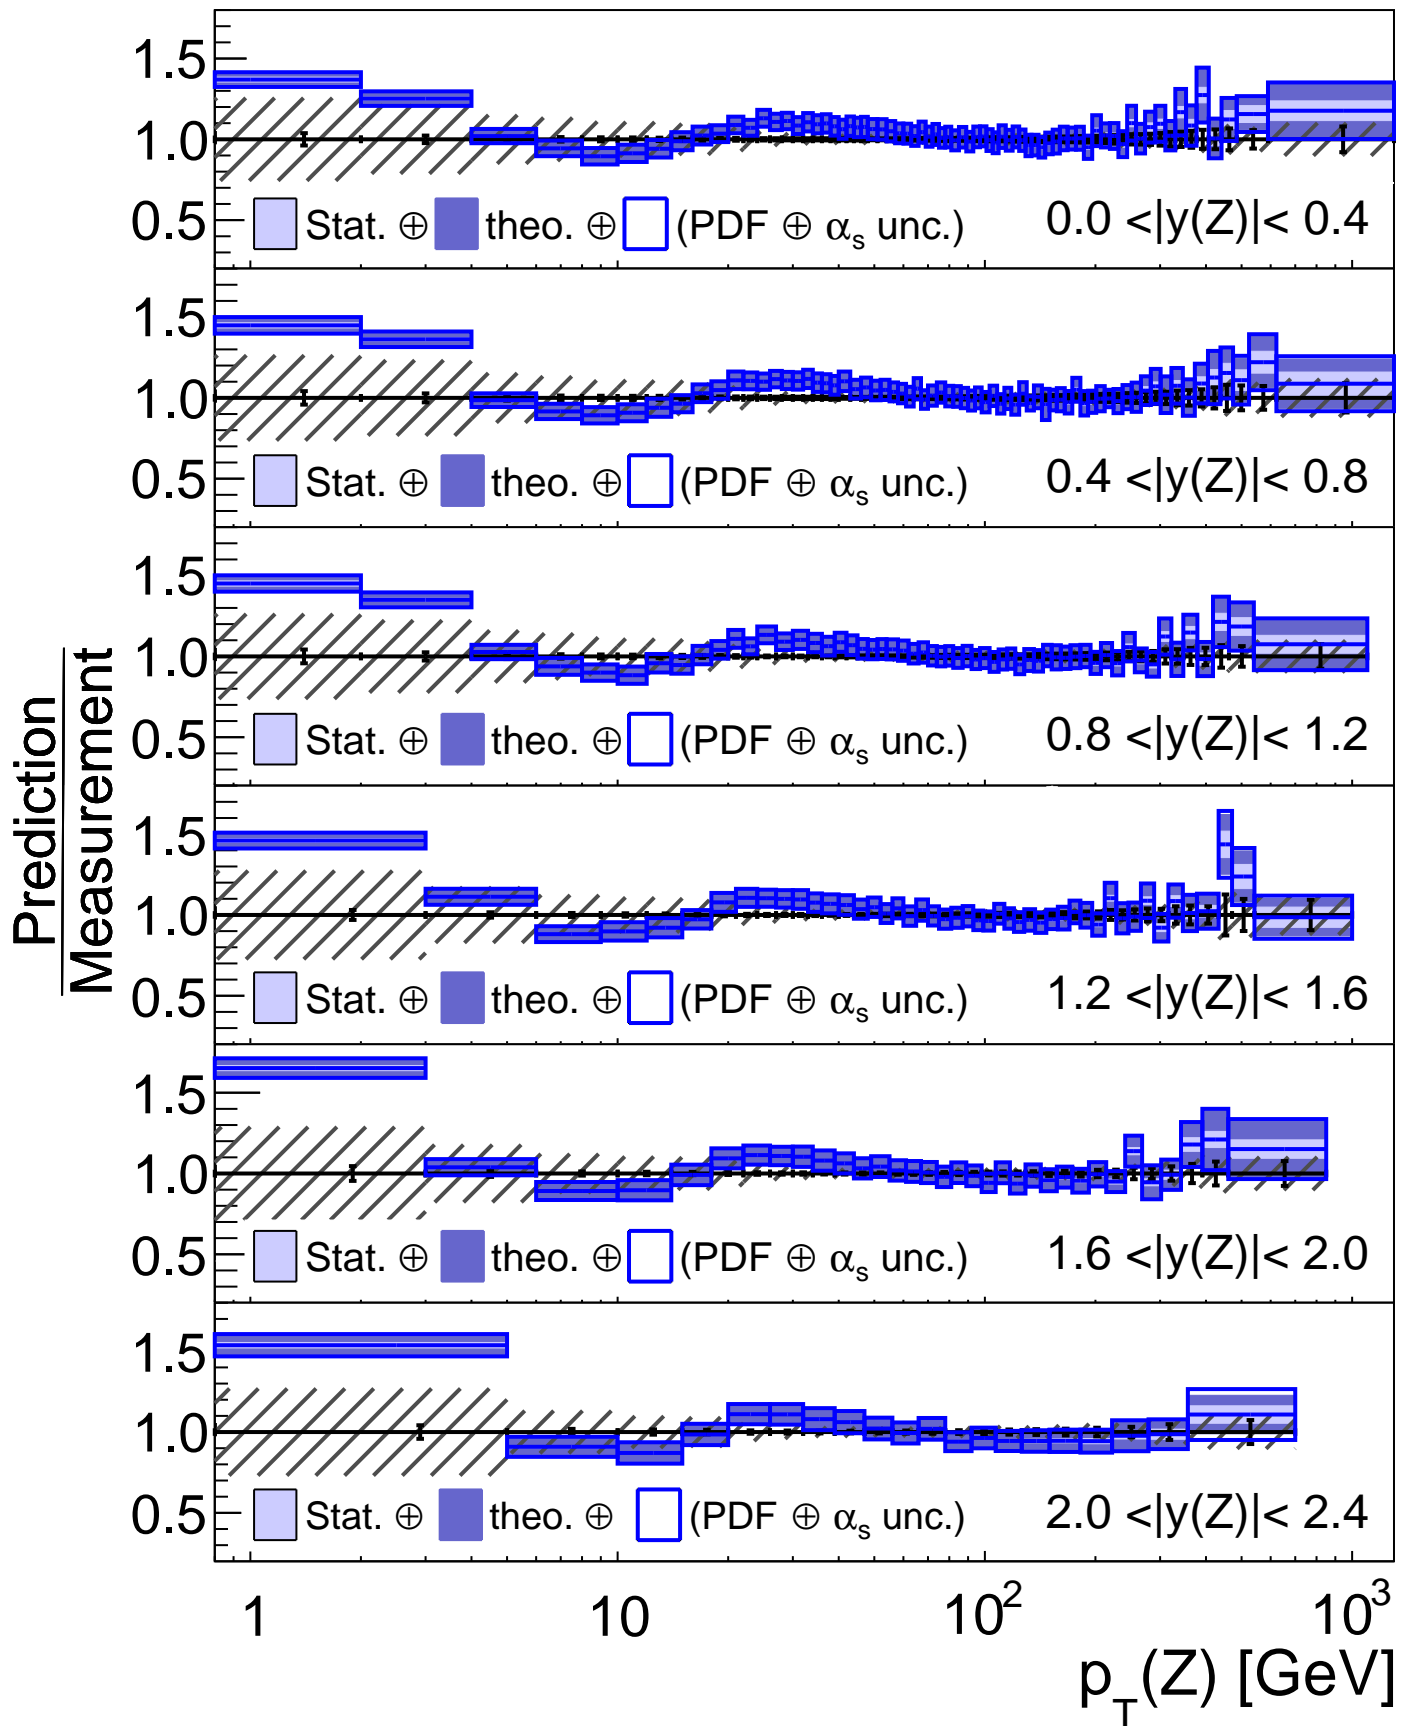 1.5
1.0
0.5
Stat. ⊕ theo. ⊕ (PDF ⊕ αs unc.) 0.0 <|y(Z)|< 0.4
1.5
1.0
0.5
Stat. ⊕ theo. ⊕ (PDF ⊕ αs unc.) 0.4 <|y(Z)|< 0.8
1.5
1.0
0.5
Stat. ⊕ theo. ⊕ (PDF ⊕ αs unc.) 0.8 <|y(Z)|< 1.2
Prediction
Measurement
1.5
1.0
0.5
Stat. ⊕ theo. ⊕ (PDF ⊕ αs unc.) 1.2 <|y(Z)|< 1.6
1.5
1.0
0.5
Stat. ⊕ theo. ⊕ (PDF ⊕ αs unc.) 1.6 <|y(Z)|< 2.0
1.5
1.0
0.5
Stat. ⊕ theo. ⊕ (PDF ⊕ αs unc.) 2.0 <|y(Z)|< 2.4
1 10 10² 10³
pT(Z) [GeV]